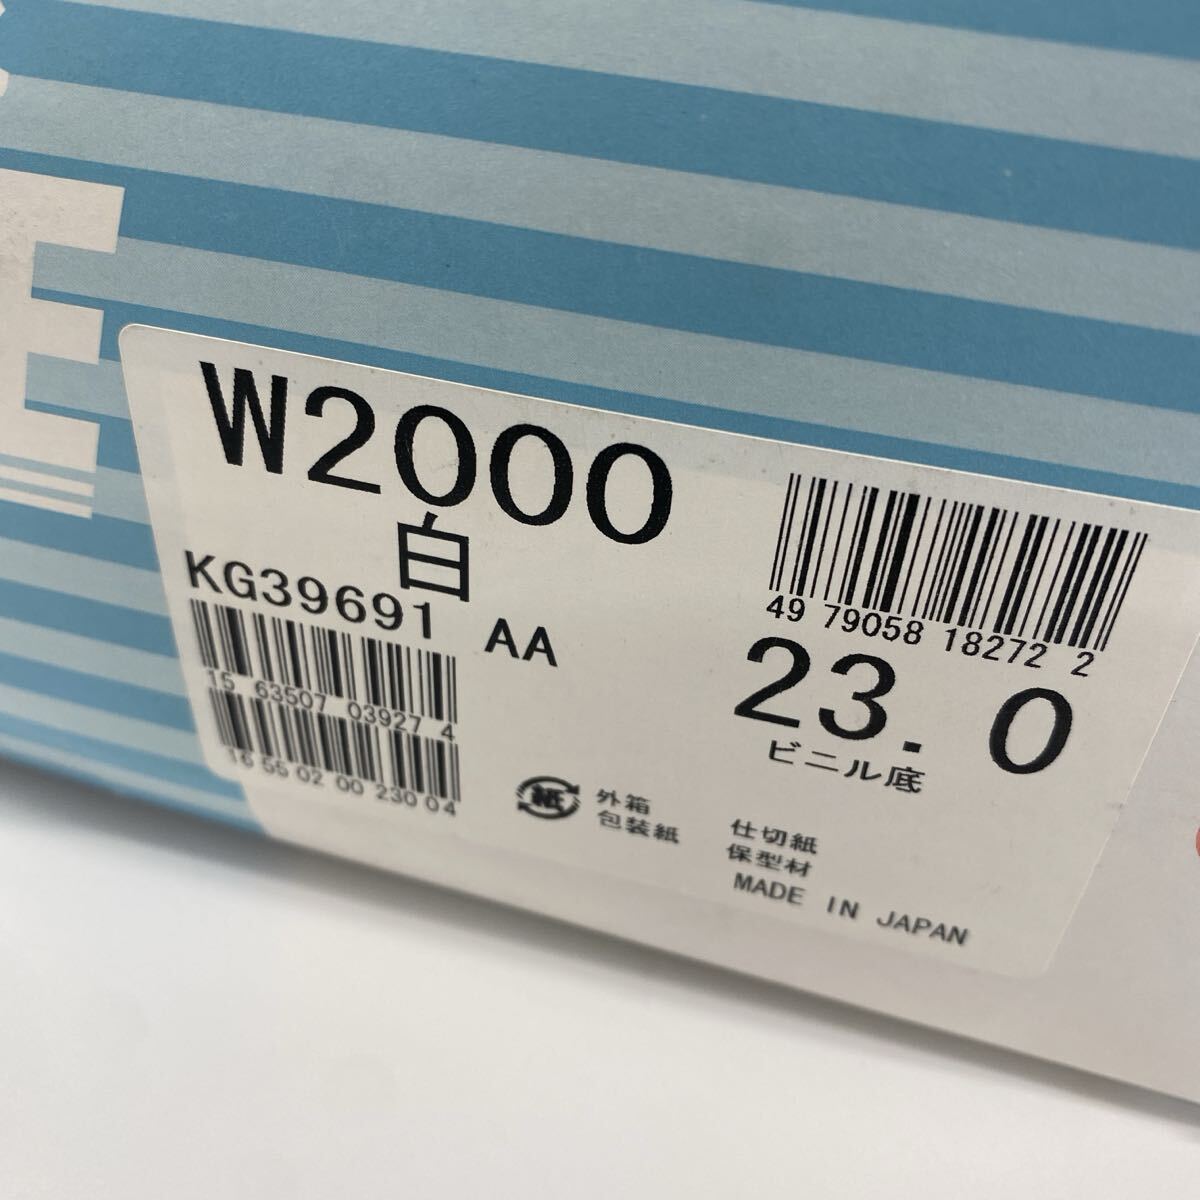 W2000
白
KG39691 AA
15 63507 03927 4
16 55 02 00 230 04
49 79058 18272 2
23.0
ビニル底
紙 外箱
包装紙
仕切紙
保型材
MADE IN JAPAN